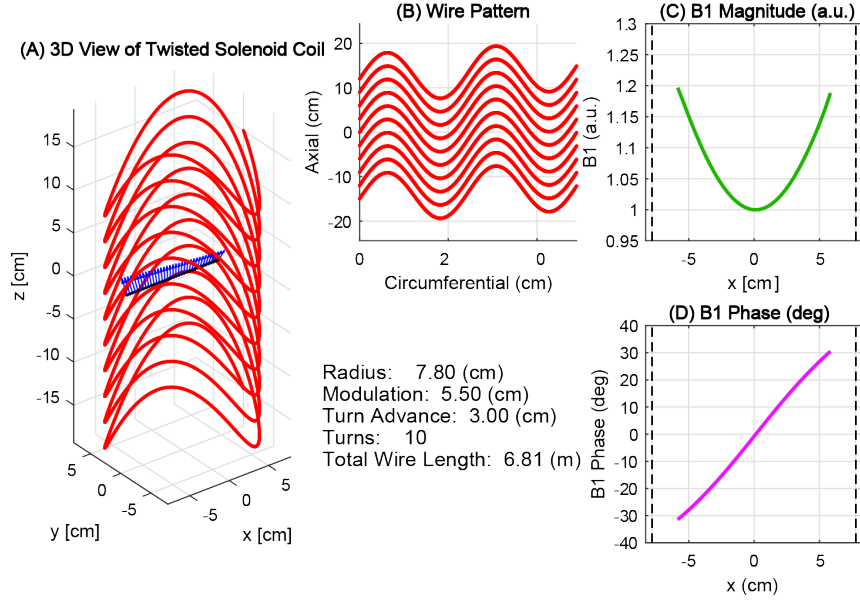 (A) 3D View of Twisted Solenoid Coil
z [cm]
15
10
5
0
-5
-10
-15
5
0
-5
y [cm]
-5
0
5
x [cm]
(B) Wire Pattern
Axial (cm)
20
10
0
-10
-20
0
2
0
Circumferential (cm)
(C) B1 Magnitude (a.u.)
B1 (a.u.)
1.3
1.25
1.2
1.15
1.1
1.05
1
0.95
-5
0
5
x [cm]
Radius: 7.80 (cm)
Modulation: 5.50 (cm)
Turn Advance: 3.00 (cm)
Turns: 10
Total Wire Length: 6.81 (m)
(D) B1 Phase (deg)
B1 Phase (deg)
40
30
20
10
0
-10
-20
-30
-40
-5
0
5
x (cm)